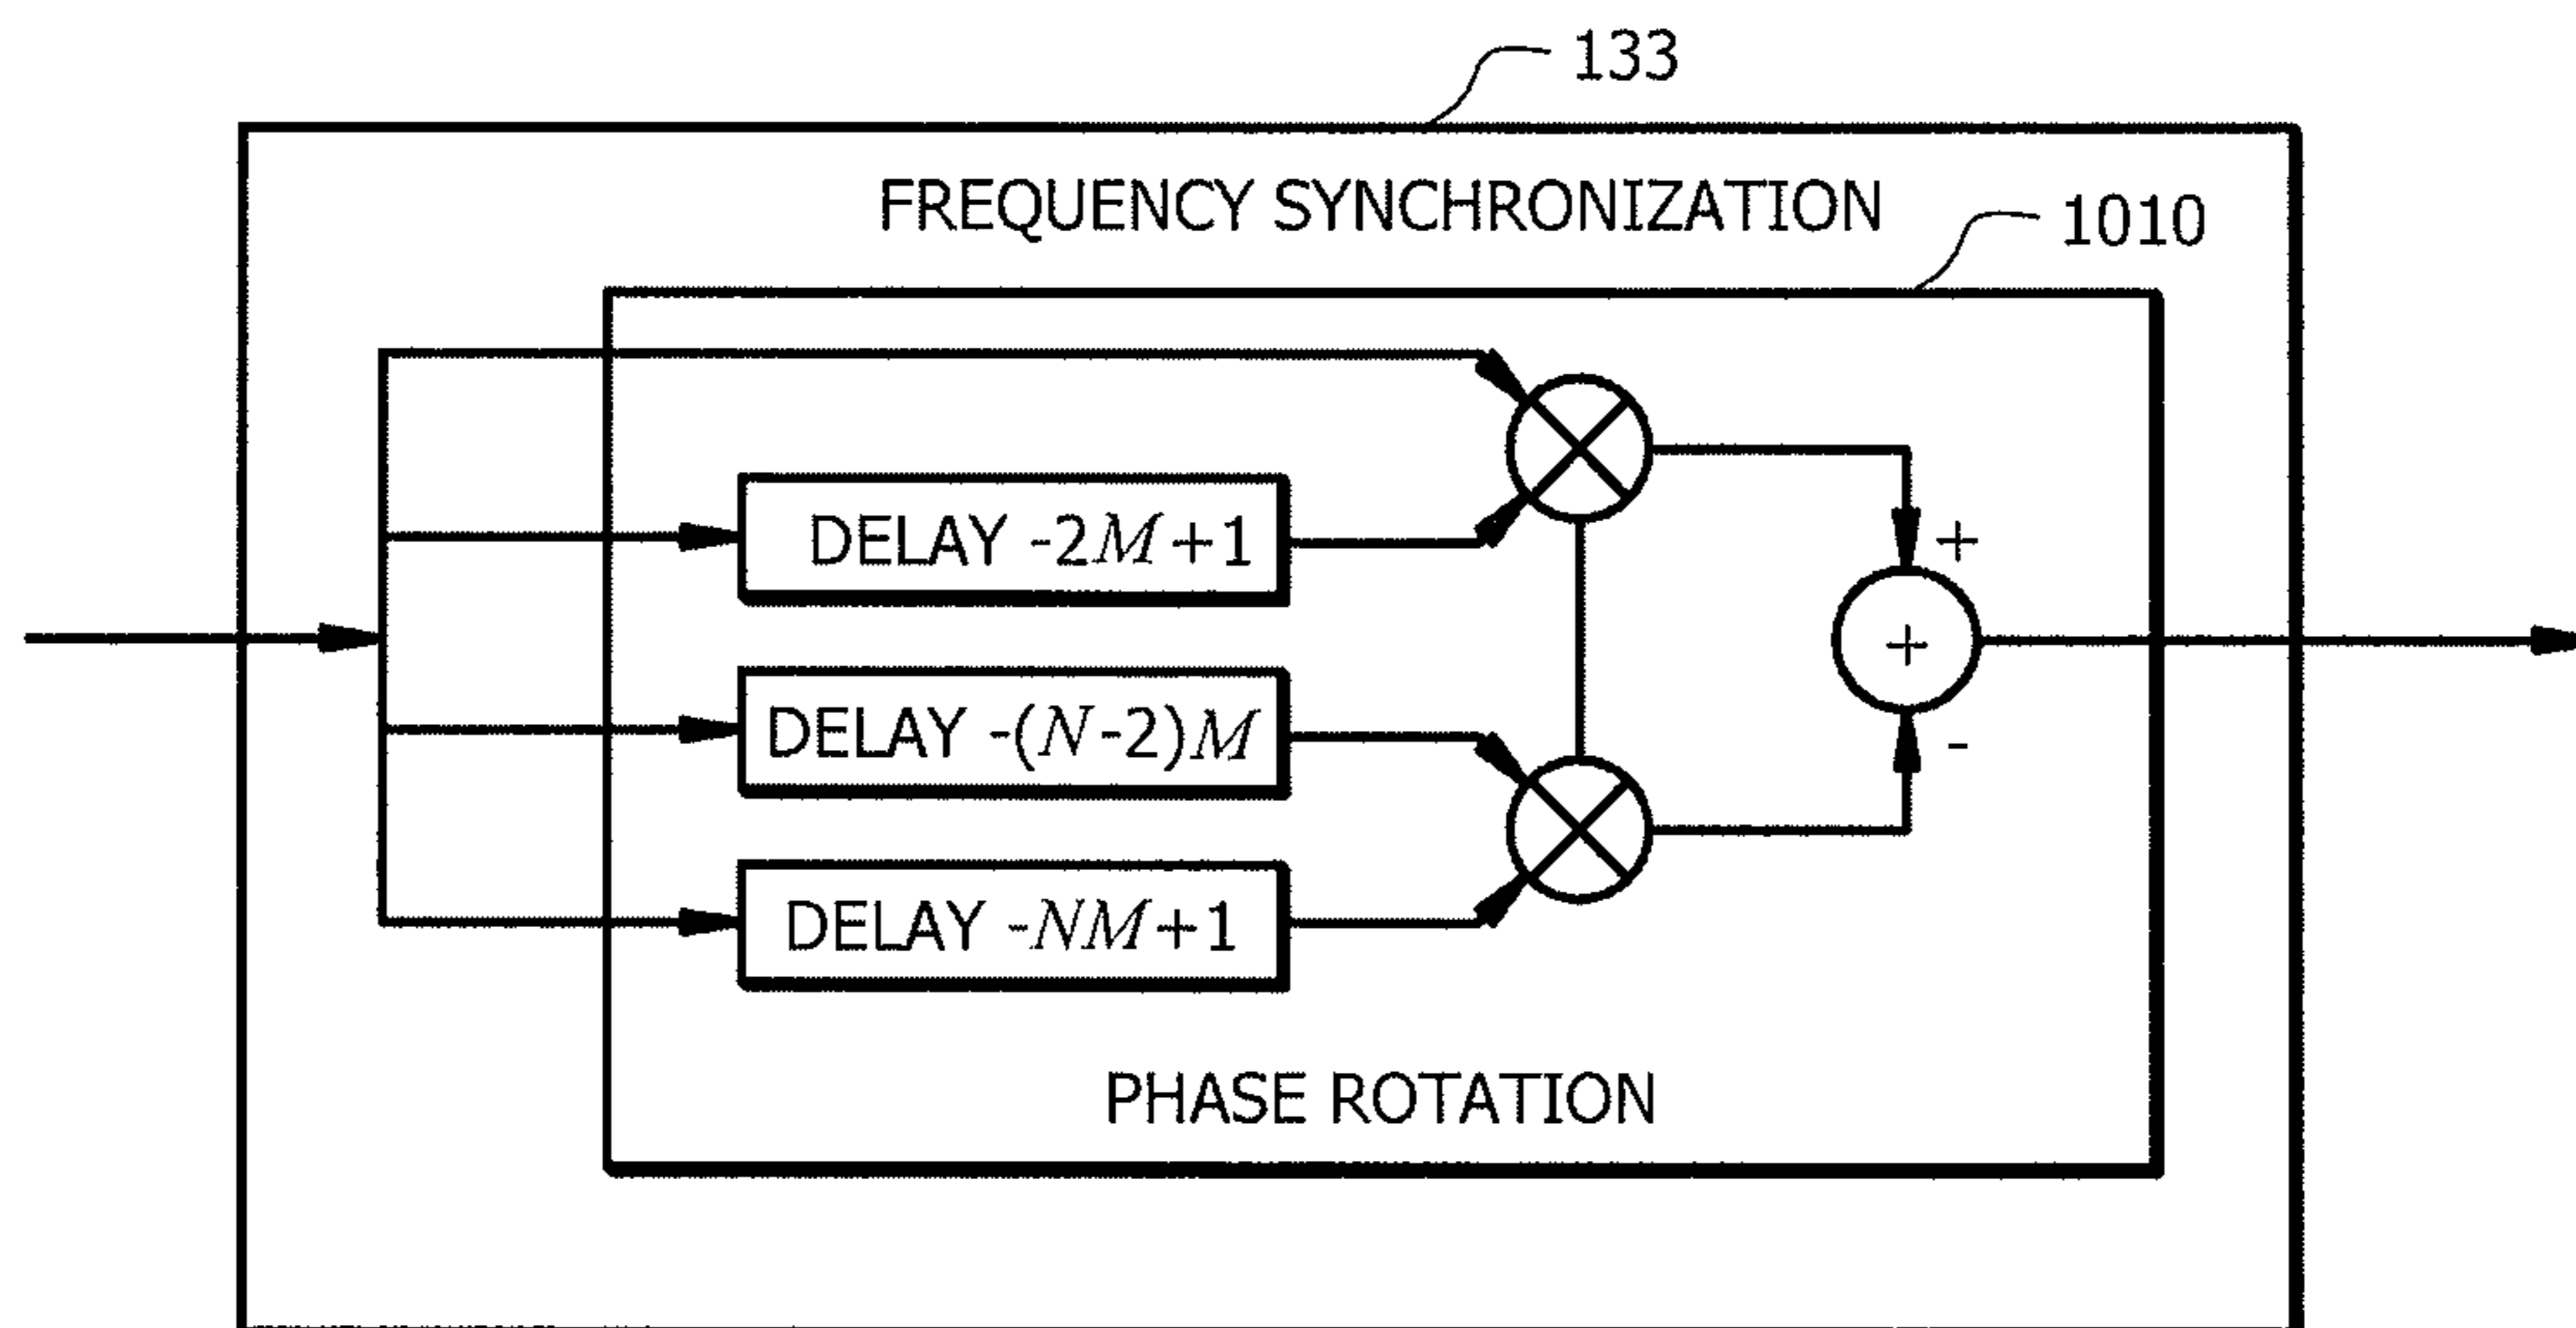 133
FREQUENCY SYNCHRONIZATION
1010
DELAY -2M+1
+
+
DELAY -(N-2)M
-
DELAY -NM+1
PHASE ROTATION